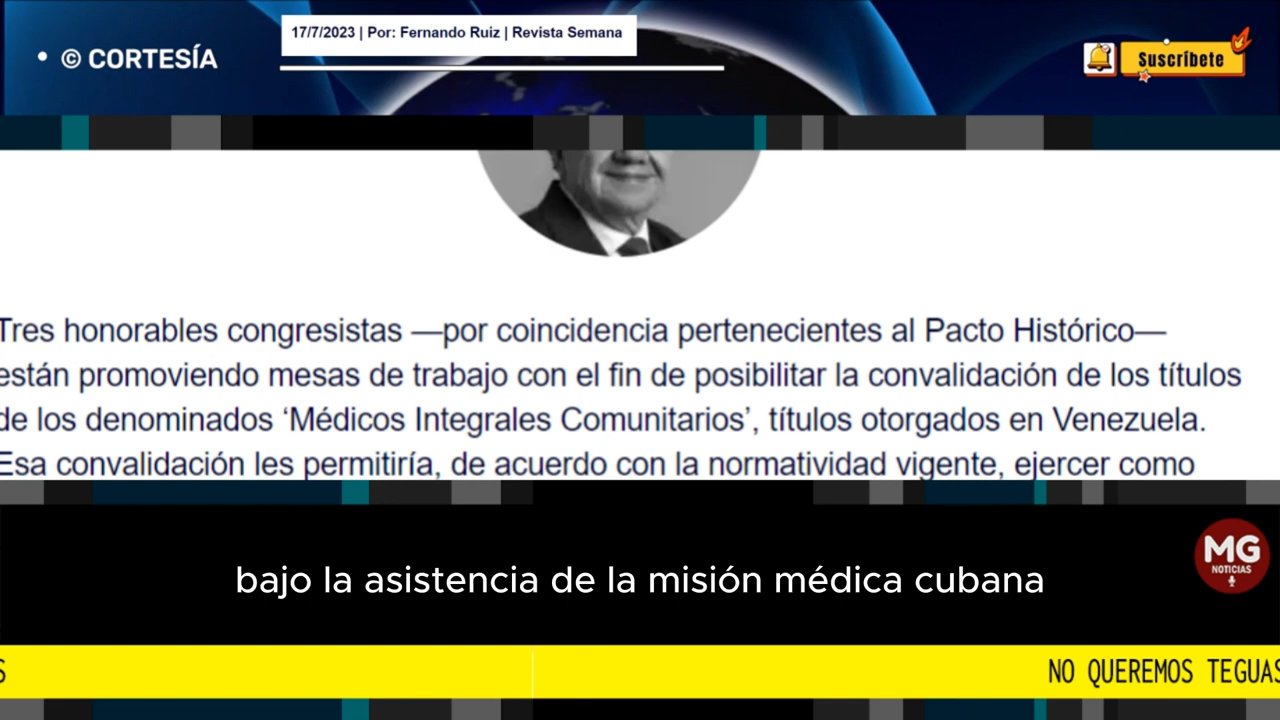 17/7/2023 | Por: Fernando Ruiz | Revista Semana
• © CORTESÍA
Suscríbete
Tres honorables congresistas —por coincidencia pertenecientes al Pacto Histórico—
están promoviendo mesas de trabajo con el fin de posibilitar la convalidación de los títulos
de los denominados ‘Médicos Integrales Comunitarios’, títulos otorgados en Venezuela.
Esa convalidación les permitiría, de acuerdo con la normatividad vigente, ejercer como
MG
NOTICIAS
bajo la asistencia de la misión médica cubana
S NO QUEREMOS TEGUAS